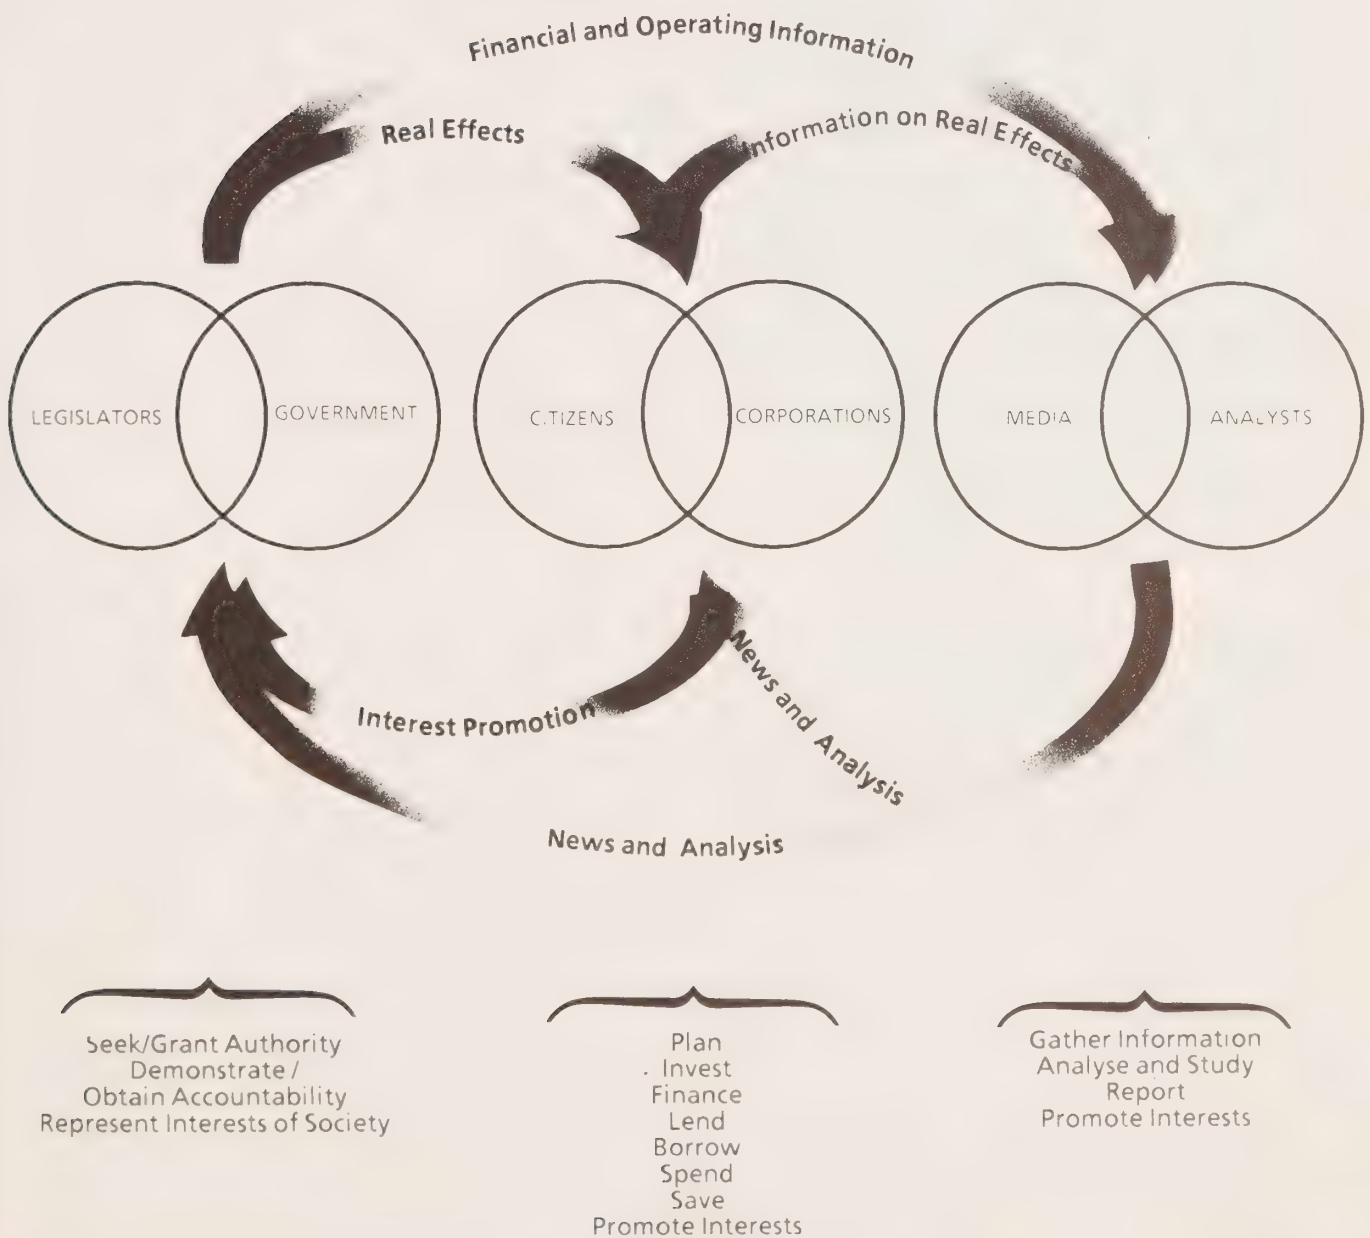 Financial and Operating Information
Real Effects
Information on Real Effects
LEGISLATORS
GOVERNMENT
C.TIZENS
CORPORATIONS
MEDIA
ANALYSTS
Interest Promotion
News and Analysis
News and Analysis
Seek/Grant Authority
Demonstrate /
Obtain Accountability
Represent Interests of Society
Plan
. Invest
Finance
Lend
Borrow
Spend
Save
Promote Interests
Gather Information
Analyse and Study
Report
Promote Interests